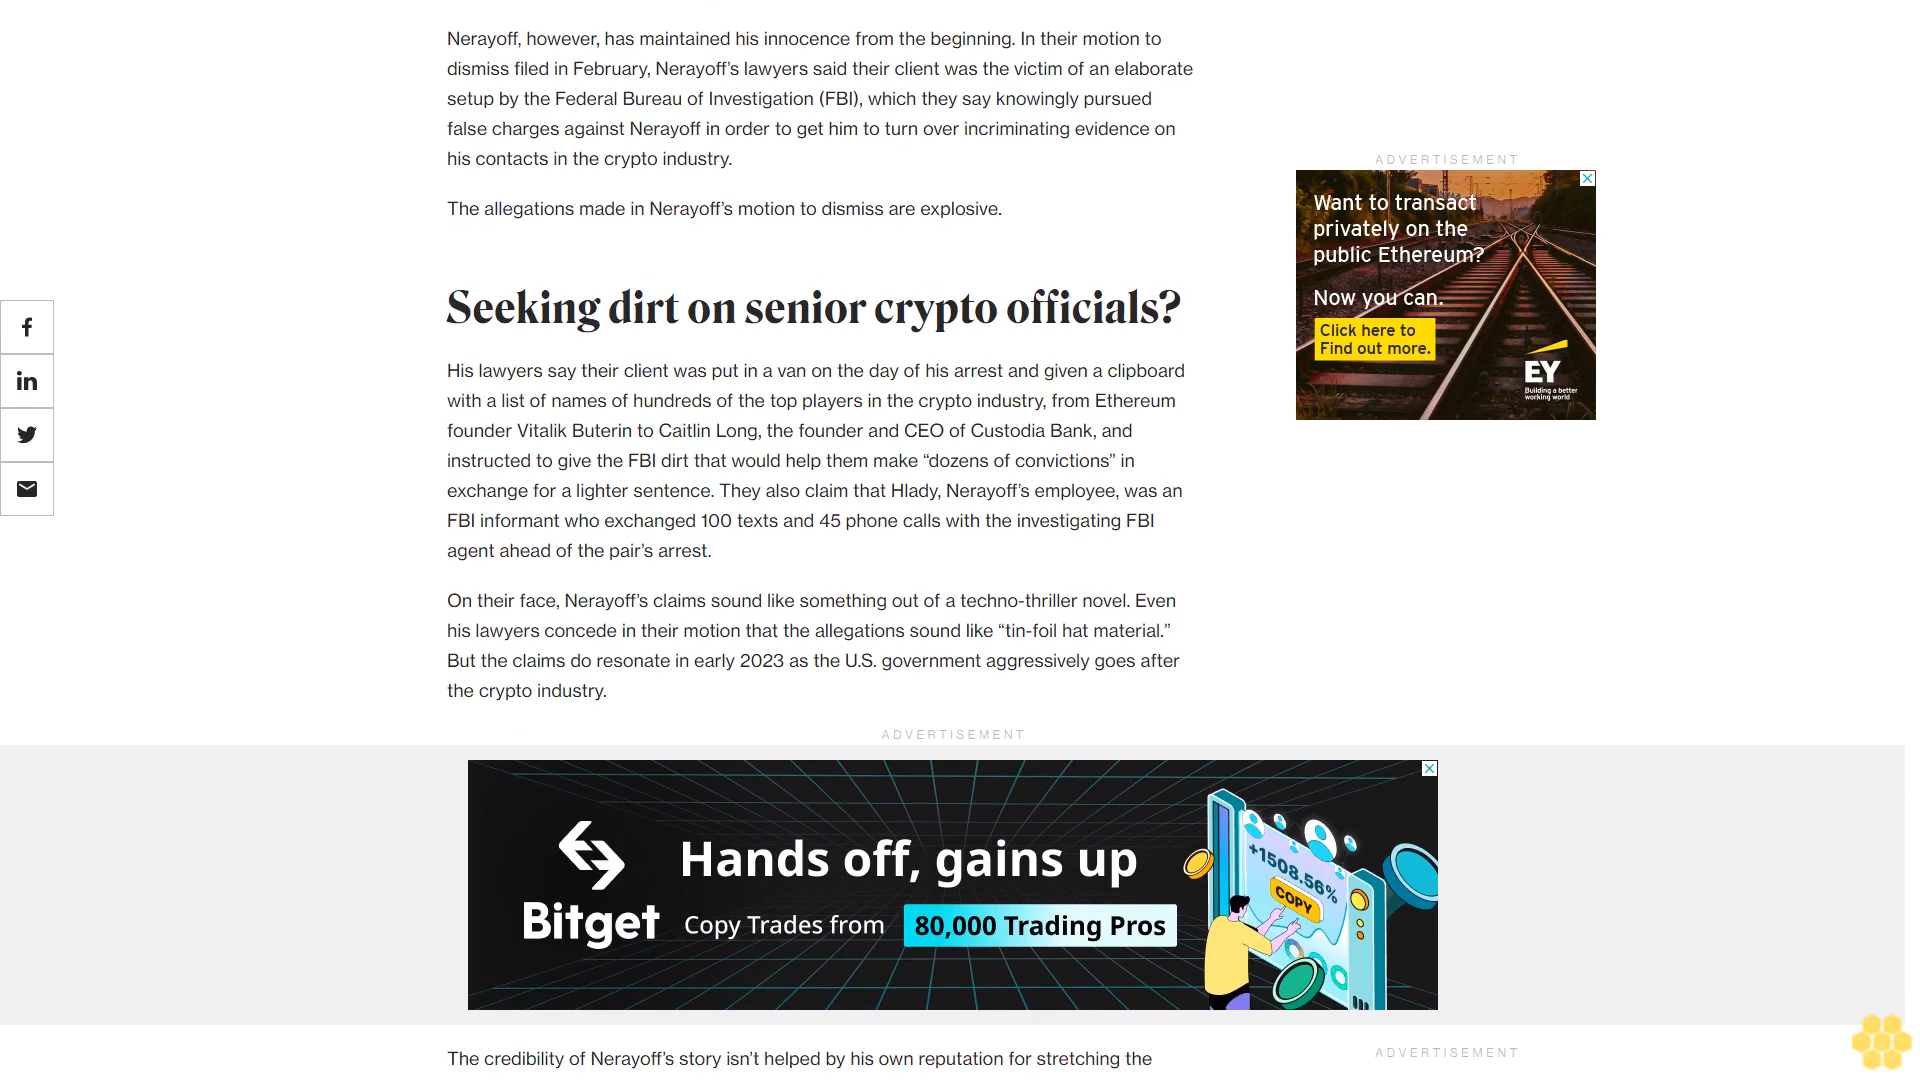 Nerayoff, however, has maintained his innocence from the beginning. In their motion to
dismiss filed in February, Nerayoff’s lawyers said their client was the victim of an elaborate
setup by the Federal Bureau of Investigation (FBI), which they say knowingly pursued
false charges against Nerayoff in order to get him to turn over incriminating evidence on
his contacts in the crypto industry.
The allegations made in Nerayoff’s motion to dismiss are explosive.
Seeking dirt on senior crypto officials?
His lawyers say their client was put in a van on the day of his arrest and given a clipboard
with a list of names of hundreds of the top players in the crypto industry, from Ethereum
founder Vitalik Buterin to Caitlin Long, the founder and CEO of Custodia Bank, and
instructed to give the FBI dirt that would help them make “dozens of convictions” in
exchange for a lighter sentence. They also claim that Hlady, Nerayoff’s employee, was an
FBI informant who exchanged 100 texts and 45 phone calls with the investigating FBI
agent ahead of the pair’s arrest.
On their face, Nerayoff’s claims sound like something out of a techno-thriller novel. Even
his lawyers concede in their motion that the allegations sound like “tin-foil hat material.”
But the claims do resonate in early 2023 as the U.S. government aggressively goes after
the crypto industry.
ADVERTISEMENT
Want to transact
privately on the
public Ethereum?
Now you can.
Click here to
Find out more.
EY
Building a better
working world
ADVERTISEMENT
Bitget
Hands off, gains up
Copy Trades from
80,000 Trading Pros
+1508.56%
COPY
The credibility of Nerayoff’s story isn’t helped by his own reputation for stretching the
ADVERTISEMENT